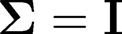 𝚺 = 𝐈